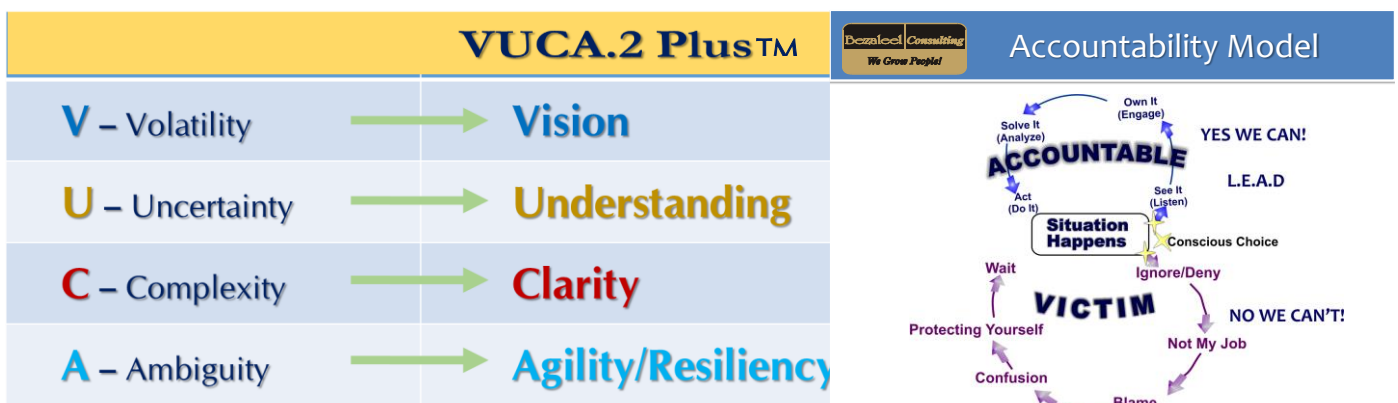 VUCA.2 Plus™
V – Volatility
Vision
U – Uncertainty
Understanding
C – Complexity
Clarity
A – Ambiguity
Agility/Resiliency
Bezaleel Consulting
We Grow People!
Accountability Model
Own It
(Engage)
Solve It
(Analyze)
YES WE CAN!
ACCOUNTABLE
L.E.A.D
See It
(Listen)
Act
(Do It)
Situation
Happens
Conscious Choice
Wait
Ignore/Deny
VICTIM
NO WE CAN'T!
Protecting Yourself
Not My Job
Confusion
Blame